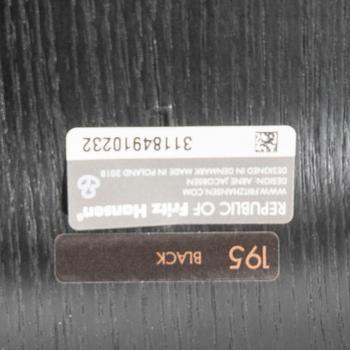 195 BLACK
REPUBLIC OF Fritz Hansen®
WWW.FRITZHANSEN.COM
DESIGN: ARNE JACOBSEN
DESIGNED IN DENMARK MADE IN POLAND 2019
31184910232